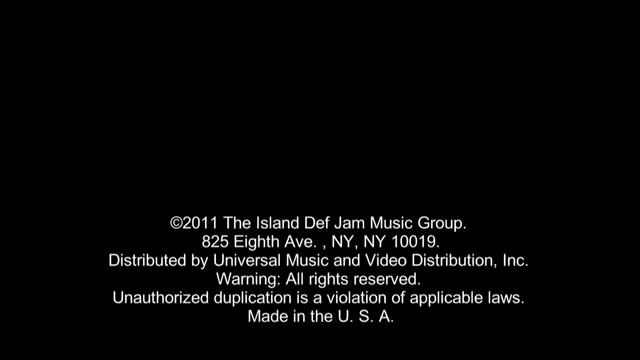 ©2011 The Island Def Jam Music Group.
825 Eighth Ave. , NY, NY 10019.
Distributed by Universal Music and Video Distribution, Inc.
Warning: All rights reserved.
Unauthorized duplication is a violation of applicable laws.
Made in the U. S. A.